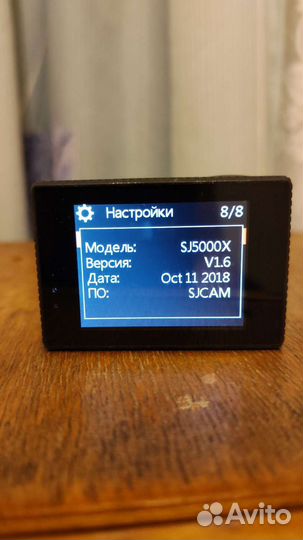 Настройки 8/8
Модель: SJ5000X
Версия: V1.6
Дата: Oct 11 2018
ПО: SJCAM
Avito